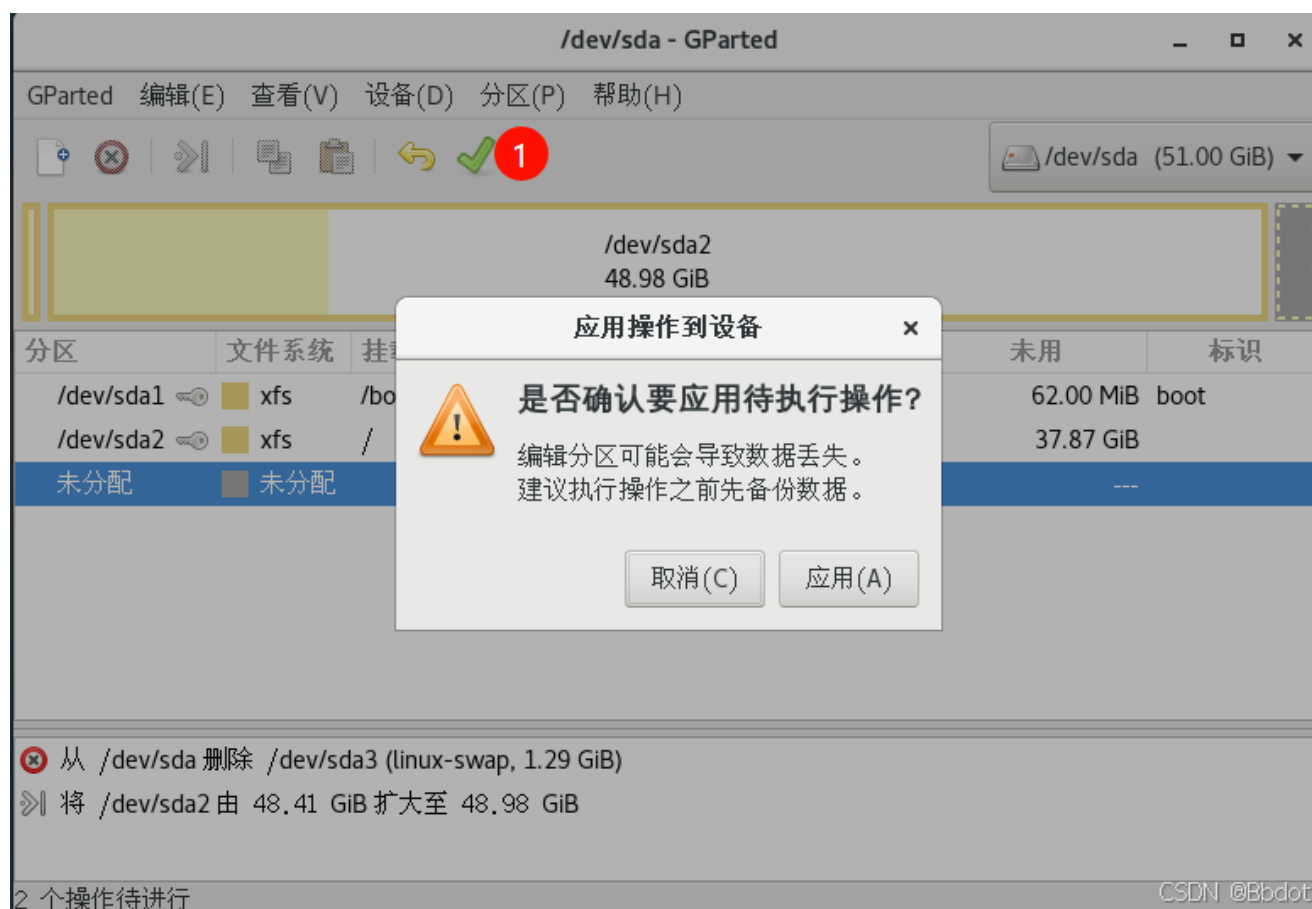 /dev/sda - GParted
GParted 编辑(E) 查看(V) 设备(D) 分区(P) 帮助(H)
1
/dev/sda (51.00 GiB)
/dev/sda2
48.98 GiB
应用操作到设备
分区 文件系统 未用 标识
是否确认要应用待执行操作?
/dev/sda1 xfs /bo 62.00 MiB boot
/dev/sda2 xfs / 37.87 GiB
编辑分区可能会导致数据丢失。
未分配 未分配 ---
建议执行操作之前先备份数据。
取消(C) 应用(A)
从 /dev/sda 删除 /dev/sda3 (linux-swap, 1.29 GiB)
将 /dev/sda2 由 48.41 GiB 扩大至 48.98 GiB
2 个操作待进行
CSDN @Bbdot